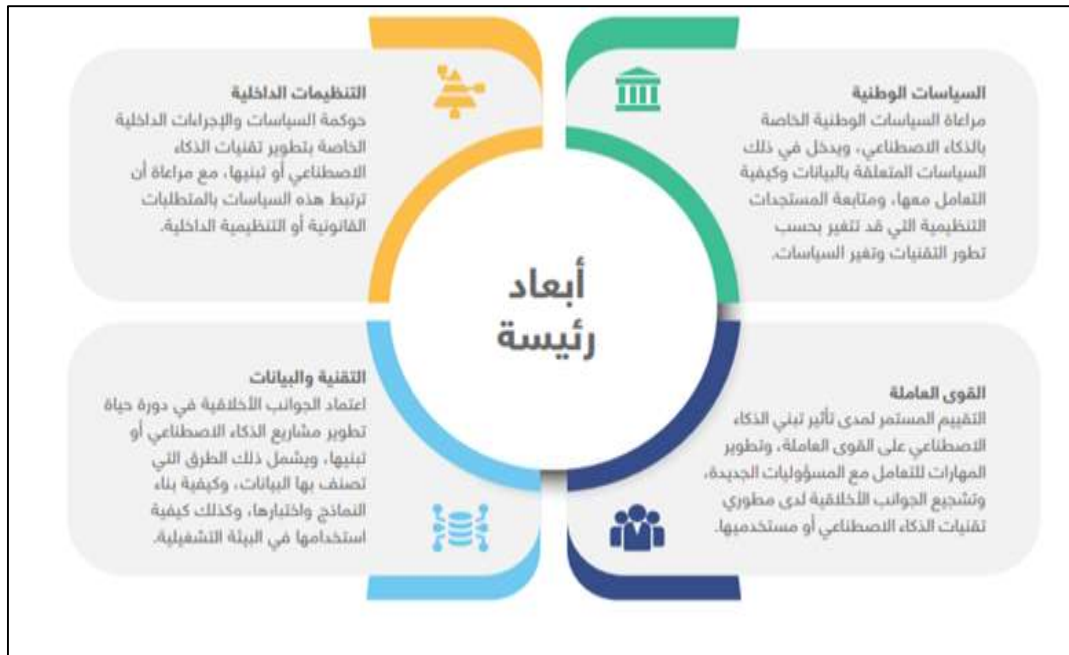 أبعاد
رئيسة
السياسات الوطنية
مراعاة السياسات الوطنية الخاصة
بالذكاء الاصطناعي، ويدخل في ذلك
السياسات المتعلقة بالبيانات وكيفية
التعامل معها، ومتابعة المستجدات
التنظيمية التي قد تتغير بحسب
تطور التقنيات وتغير السياسات.
التنظيمات الداخلية
حوكمة السياسات والإجراءات الداخلية
الخاصة بتطوير تقنيات الذكاء
الاصطناعي أو تبنيها، مع مراعاة أن
ترتبط هذه السياسات بالمتطلبات
القانونية أو التنظيمية الداخلية.
القوى العاملة
التقييم المستمر لمدى تأثير تبني الذكاء
الاصطناعي على القوى العاملة، وتطوير
المهارات للتعامل مع المسؤوليات الجديدة،
وتشجيع الجوانب الأخلاقية لدى مطوري
تقنيات الذكاء الاصطناعي أو مستخدميها.
التقنية والبيانات
اعتماد الجوانب الأخلاقية في دورة حياة
تطوير مشاريع الذكاء الاصطناعي أو
تبنيها، ويشمل ذلك الطرق التي
تصنف بها البيانات، وكيفية بناء
النماذج واختبارها، وكذلك كيفية
استخدامها في البيئة التشغيلية.